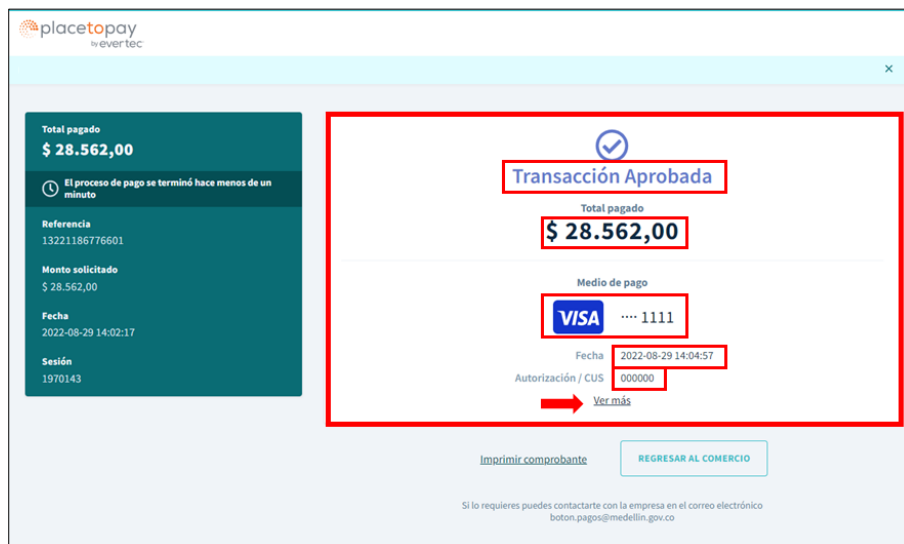 placetopay
by evertec
×
Total pagado
$ 28.562,00
El proceso de pago se terminó hace menos de un
minuto
Referencia
13221186776601
Monto solicitado
$ 28.562,00
Fecha
2022-08-29 14:02:17
Sesión
1970143
Transacción Aprobada
Total pagado
$ 28.562,00
Medio de pago
VISA ···· 1111
Fecha 2022-08-29 14:04:57
Autorización / CUS 000000
Ver más
Imprimir comprobante
REGRESAR AL COMERCIO
Si lo requieres puedes contactarte con la empresa en el correo electrónico
boton.pagos@medellin.gov.co